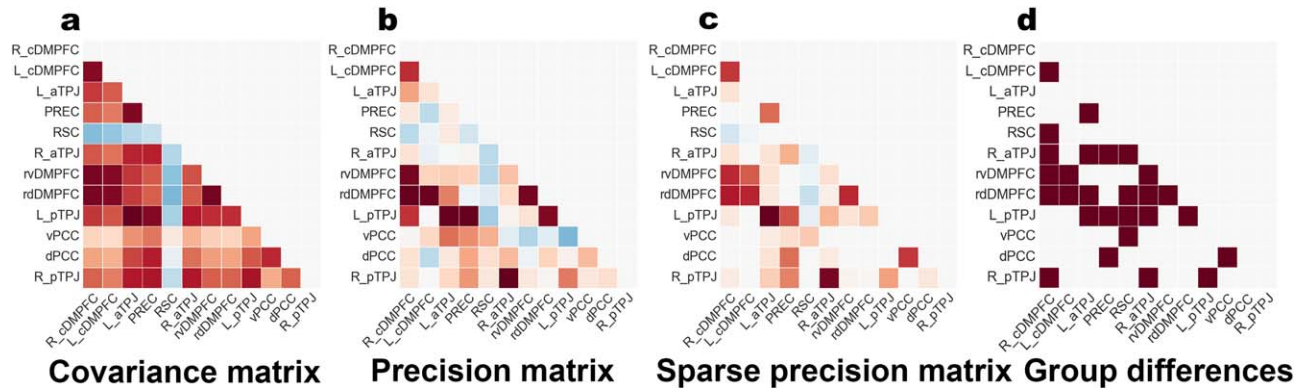 a
R_cDMPFC
L_cDMPFC
L_aTPJ
PREC
RSC
R_aTPJ
rvDMPFC
rdDMPFC
L_pTPJ
vPCC
dPCC
R_pTPJ
R_cDMPFC
L_cDMPFC
L_aTPJ
PREC
RSC
R_aTPJ
rvDMPFC
rdDMPFC
L_pTPJ
vPCC
dPCC
R_pTPJ
Covariance matrix
b
R_cDMPFC
L_cDMPFC
L_aTPJ
PREC
RSC
R_aTPJ
rvDMPFC
rdDMPFC
L_pTPJ
vPCC
dPCC
R_pTPJ
R_cDMPFC
L_cDMPFC
L_aTPJ
PREC
RSC
R_aTPJ
rvDMPFC
rdDMPFC
L_pTPJ
vPCC
dPCC
R_pTPJ
Precision matrix
c
R_cDMPFC
L_cDMPFC
L_aTPJ
PREC
RSC
R_aTPJ
rvDMPFC
rdDMPFC
L_pTPJ
vPCC
dPCC
R_pTPJ
R_cDMPFC
L_cDMPFC
L_aTPJ
PREC
RSC
R_aTPJ
rvDMPFC
rdDMPFC
L_pTPJ
vPCC
dPCC
R_pTPJ
Sparse precision matrix
d
R_cDMPFC
L_cDMPFC
L_aTPJ
PREC
RSC
R_aTPJ
rvDMPFC
rdDMPFC
L_pTPJ
vPCC
dPCC
R_pTPJ
R_cDMPFC
L_cDMPFC
L_aTPJ
PREC
RSC
R_aTPJ
rvDMPFC
rdDMPFC
L_pTPJ
vPCC
dPCC
R_pTPJ
Group differences